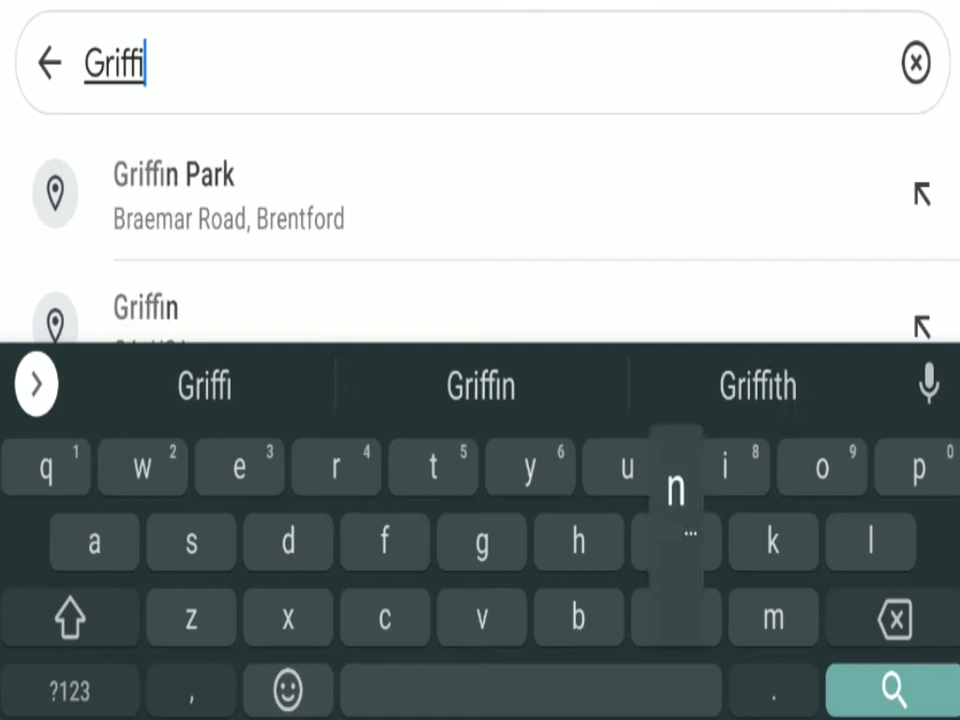 Griffi
Griffin Park
Braemar Road, Brentford
Griffin
Griffi Griffin Griffith
q 1 w 2 e 3 r 4 t 5 y 6 u i 8 o 9 p 0
n
a s d f g h ... k l
z x c v b m
?123 , .